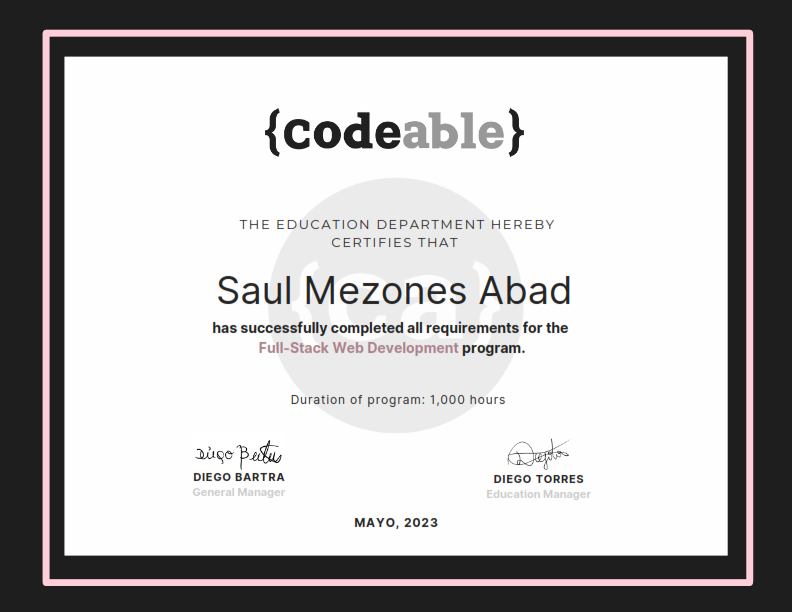 {codeable}
THE EDUCATION DEPARTMENT HEREBY
CERTIFIES THAT
{ca}
Saul Mezones Abad
has successfully completed all requirements for the
Full-Stack Web Development program.
Duration of program: 1,000 hours
Diego Bartra
DIEGO BARTRA
General Manager
DIEGO TORRES
Education Manager
MAYO, 2023